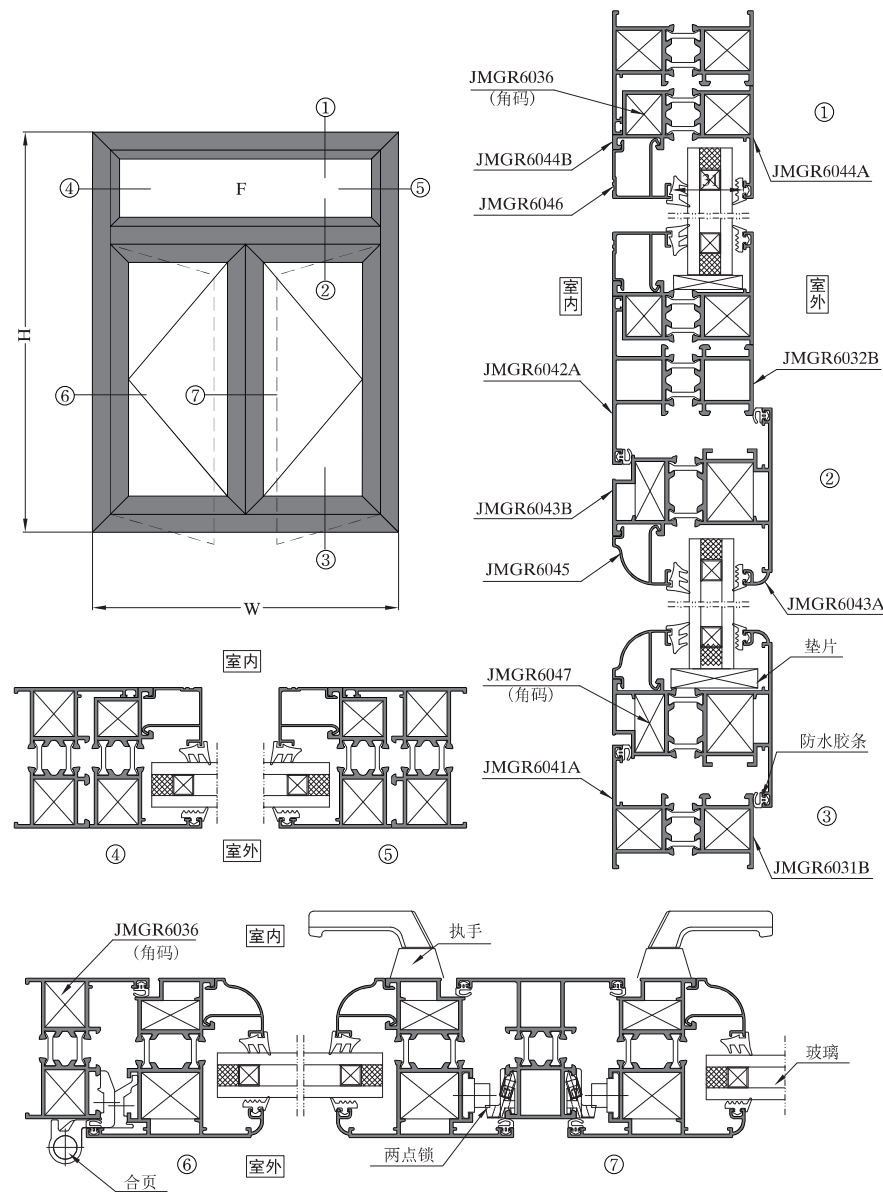 ①
④
F
⑤
②
H
⑥
⑦
③
W
JMGR6036
(角码)
①
JMGR6044B
JMGR6044A
JMGR6046
31
室内
室外
JMGR6042A
JMGR6032B
②
JMGR6043B
JMGR6045
JMGR6043A
垫片
JMGR6047
(角码)
防水胶条
JMGR6041A
③
JMGR6031B
室内
④
室外
⑤
JMGR6036
(角码)
室内
执手
玻璃
两点锁
合页
⑥
室外
⑦